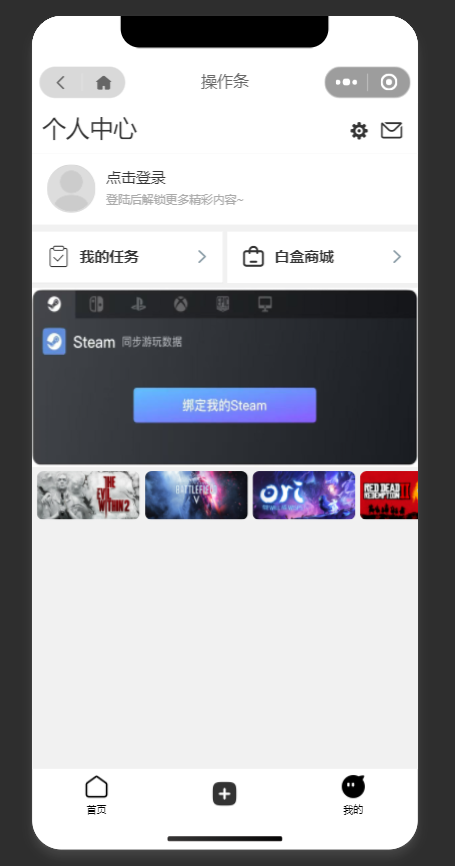 操作条
个人中心
点击登录
登陆后解锁更多精彩内容~
我的任务
白盒商城
Steam 同步游玩数据
绑定我的Steam
THE EVIL WITHIN 2
BATTLEFIELD V
ori
RED DEAD REDEMPTION II
首页
我的